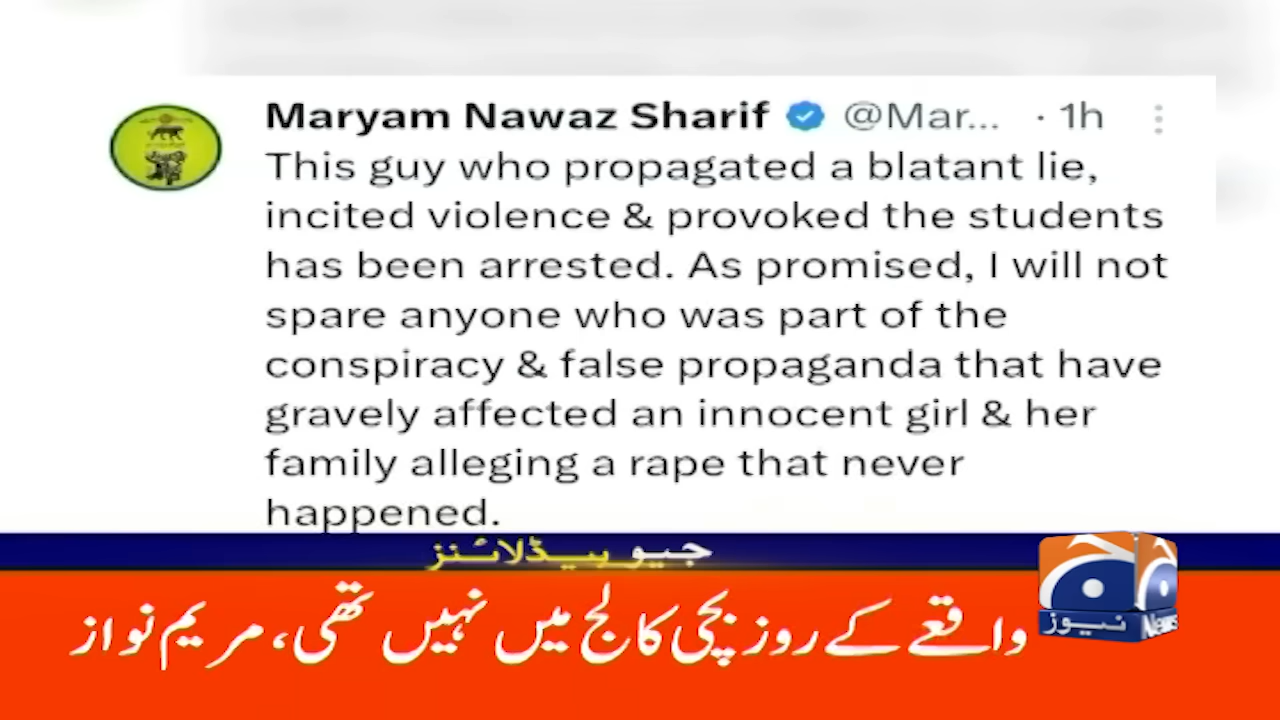 Maryam Nawaz Sharif @Mar... · 1h
This guy who propagated a blatant lie,
incited violence & provoked the students
has been arrested. As promised, I will not
spare anyone who was part of the
conspiracy & false propaganda that have
gravely affected an innocent girl & her
family alleging a rape that never
happened.
جیو ہیڈلائنز
واقعے کے روز بچی کالج میں نہیں تھی، مریم نواز
نیوز News